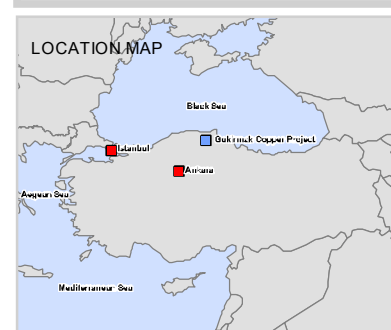 LOCATION MAP
Black Sea
Gokirmak Copper Project
Istanbul
Ankara
Aegean Sea
Mediterranean Sea